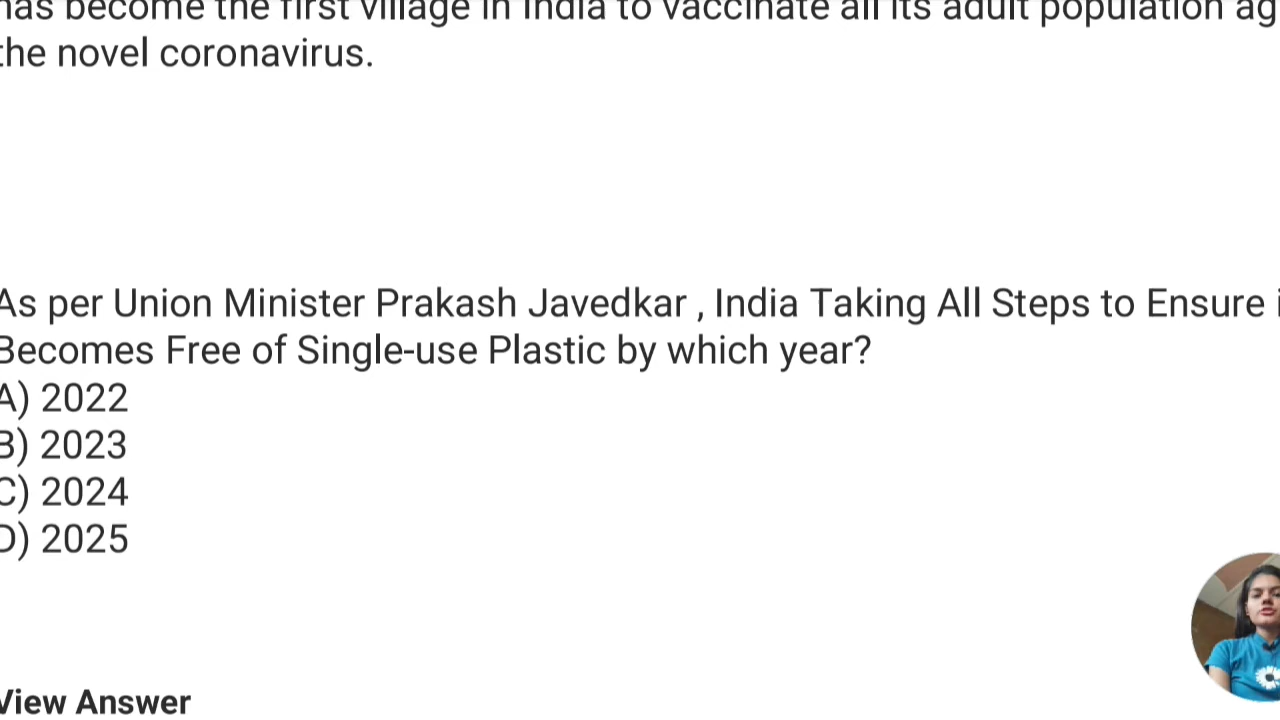 has become the first village in India to vaccinate all its adult population ag
the novel coronavirus.
As per Union Minister Prakash Javedkar , India Taking All Steps to Ensure i
Becomes Free of Single-use Plastic by which year?
A) 2022
B) 2023
C) 2024
D) 2025
View Answer